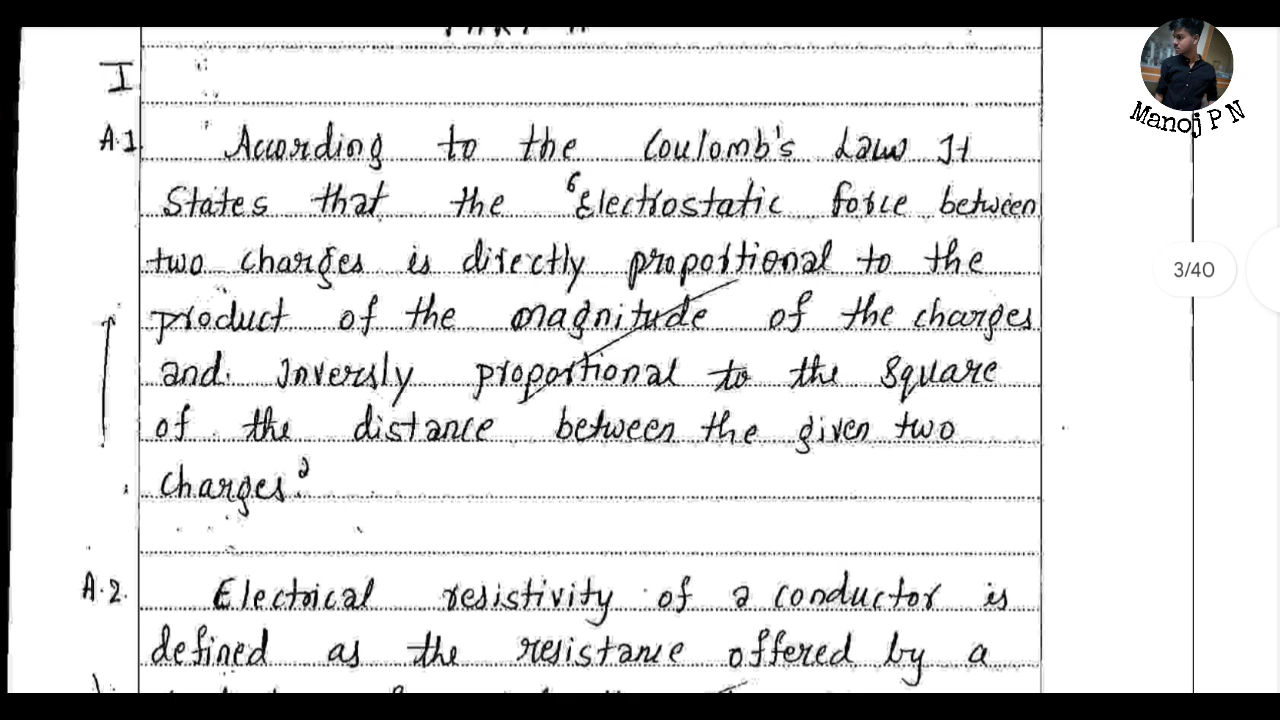 I
A.1 According to the Coulomb's Law It
States that the "Electrostatic force between
two charges is directly proportional to the
product of the magnitude of the charges
and Inversly proportional to the square
of the distance between the given two
charges."
A.2. Electrical resistivity of a conductor is
defined as the resistance offered by a
Manoj P N
3/40